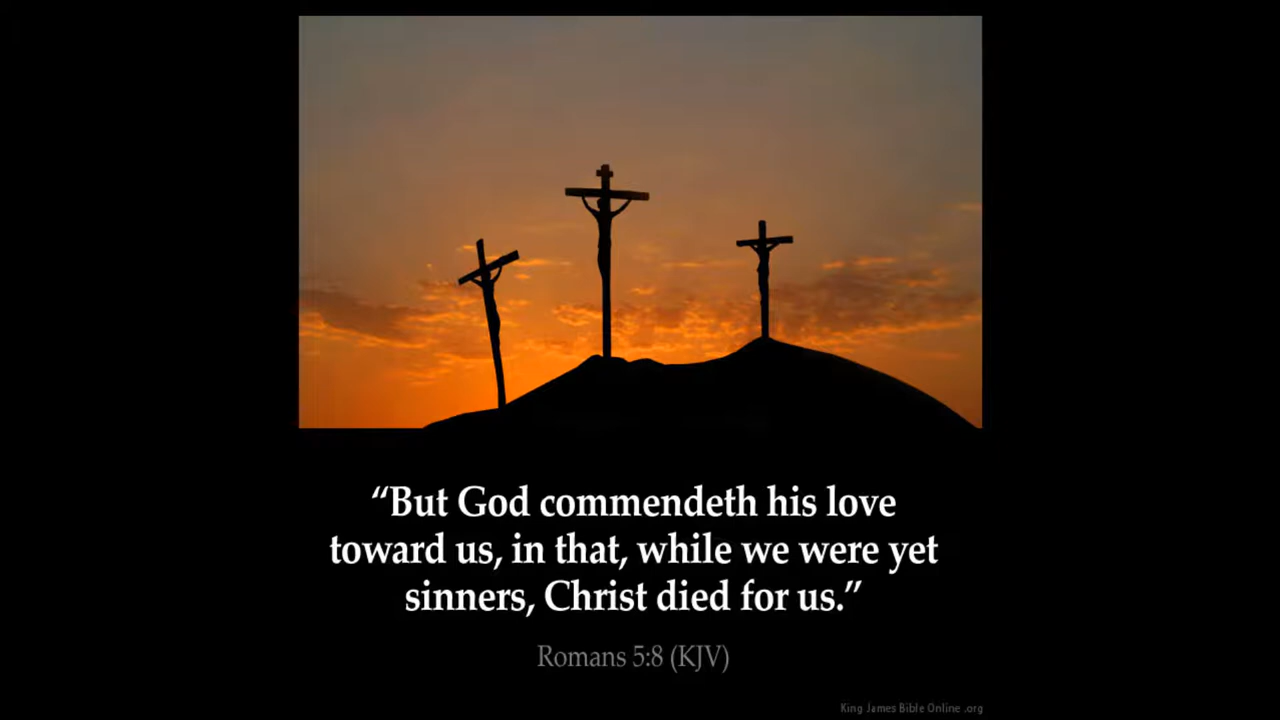 “But God commendeth his love
toward us, in that, while we were yet
sinners, Christ died for us.”
Romans 5:8 (KJV)
King James Bible Online .org